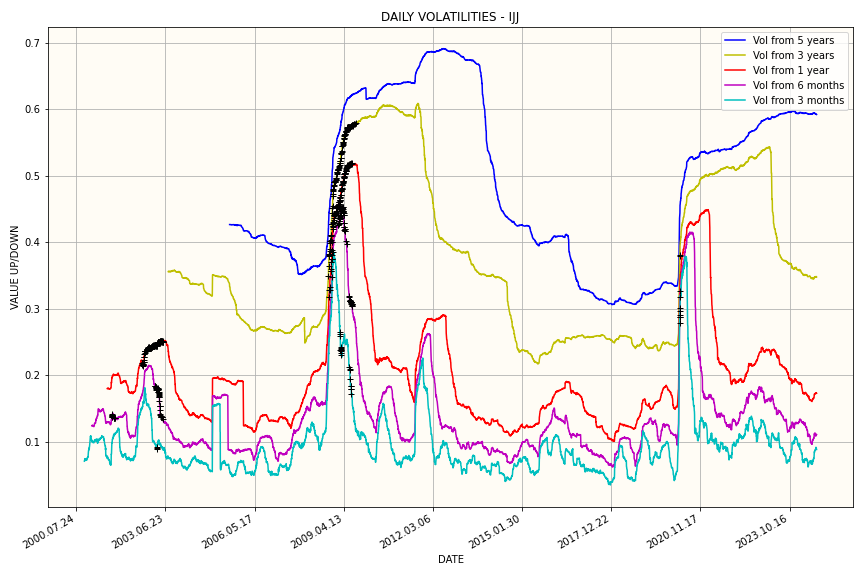 DAILY VOLATILITIES - IJJ
VALUE UP/DOWN
0.7
0.6
0.5
0.4
0.3
0.2
0.1
Vol from 5 years
Vol from 3 years
Vol from 1 year
Vol from 6 months
Vol from 3 months
2000.07.24
2003.06.23
2006.05.17
2009.04.13
2012.03.06
2015.01.30
2017.12.22
2020.11.17
2023.10.16
DATE